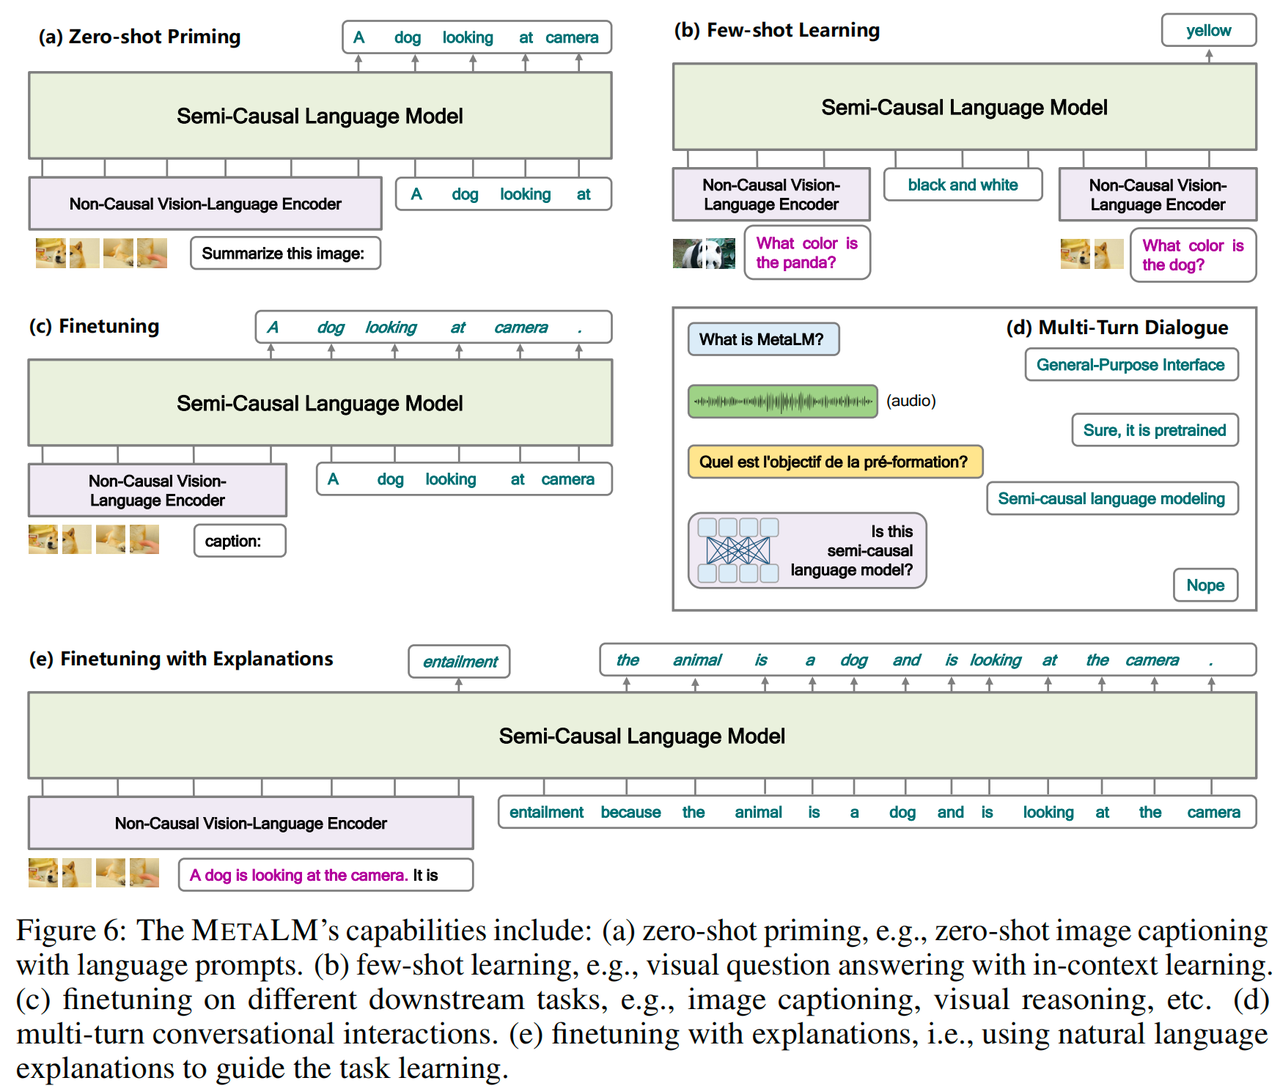 (a) Zero-shot Priming
A dog looking at camera
Semi-Causal Language Model
Non-Causal Vision-Language Encoder
A dog looking at
Summarize this image:
(b) Few-shot Learning
yellow
Semi-Causal Language Model
Non-Causal Vision-
Language Encoder
black and white
Non-Causal Vision-
Language Encoder
What color is
the panda?
What color is
the dog?
(c) Finetuning
A dog looking at camera .
Semi-Causal Language Model
Non-Causal Vision-
Language Encoder
A dog looking at camera
caption:
(d) Multi-Turn Dialogue
What is MetaLM?
General-Purpose Interface
(audio)
Sure, it is pretrained
Quel est l'objectif de la pré-formation?
Semi-causal language modeling
Is this
semi-causal
language model?
Nope
(e) Finetuning with Explanations
entailment
the animal is a dog and is looking at the camera .
Semi-Causal Language Model
Non-Causal Vision-Language Encoder
entailment because the animal is a dog and is looking at the camera
A dog is looking at the camera. It is
Figure 6: The METALM's capabilities include: (a) zero-shot priming, e.g., zero-shot image captioning
with language prompts. (b) few-shot learning, e.g., visual question answering with in-context learning.
(c) finetuning on different downstream tasks, e.g., image captioning, visual reasoning, etc. (d)
multi-turn conversational interactions. (e) finetuning with explanations, i.e., using natural language
explanations to guide the task learning.